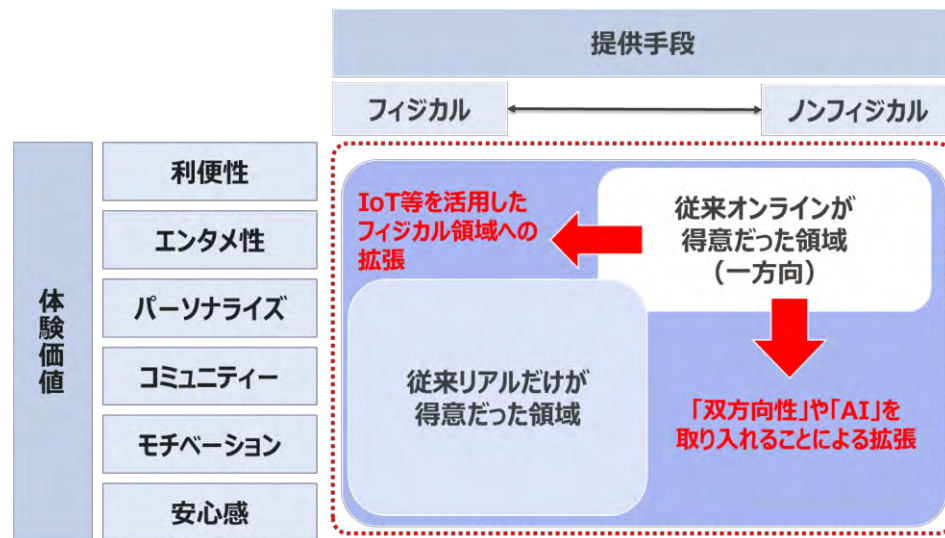 提供手段
フィジカル
ノンフィジカル
体験価値
利便性
エンタメ性
パーソナライズ
コミュニティー
モチベーション
安心感
IoT等を活用した
フィジカル領域への
拡張
従来オンラインが
得意だった領域
（一方向）
従来リアルだけが
得意だった領域
「双方向性」や「AI」を
取り入れることによる拡張